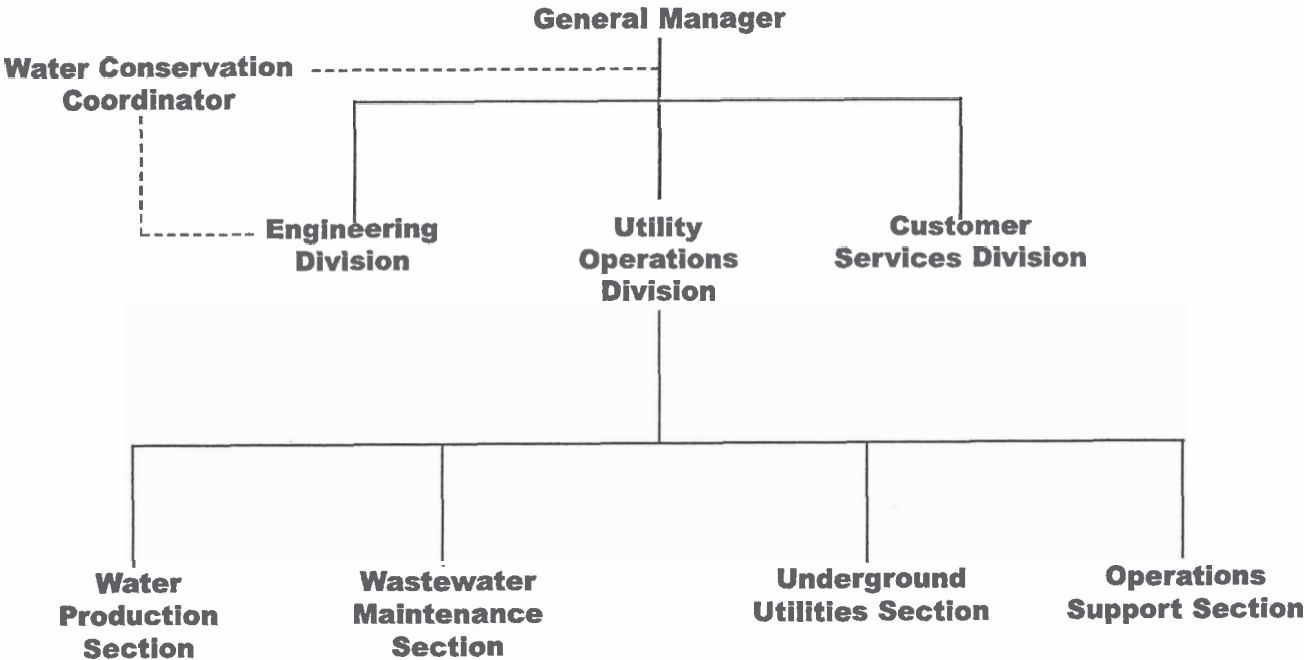 General Manager
Water Conservation
Coordinator
Engineering
Division
Utility
Operations
Division
Customer
Services Division
Water
Production
Section
Wastewater
Maintenance
Section
Underground
Utilities Section
Operations
Support Section